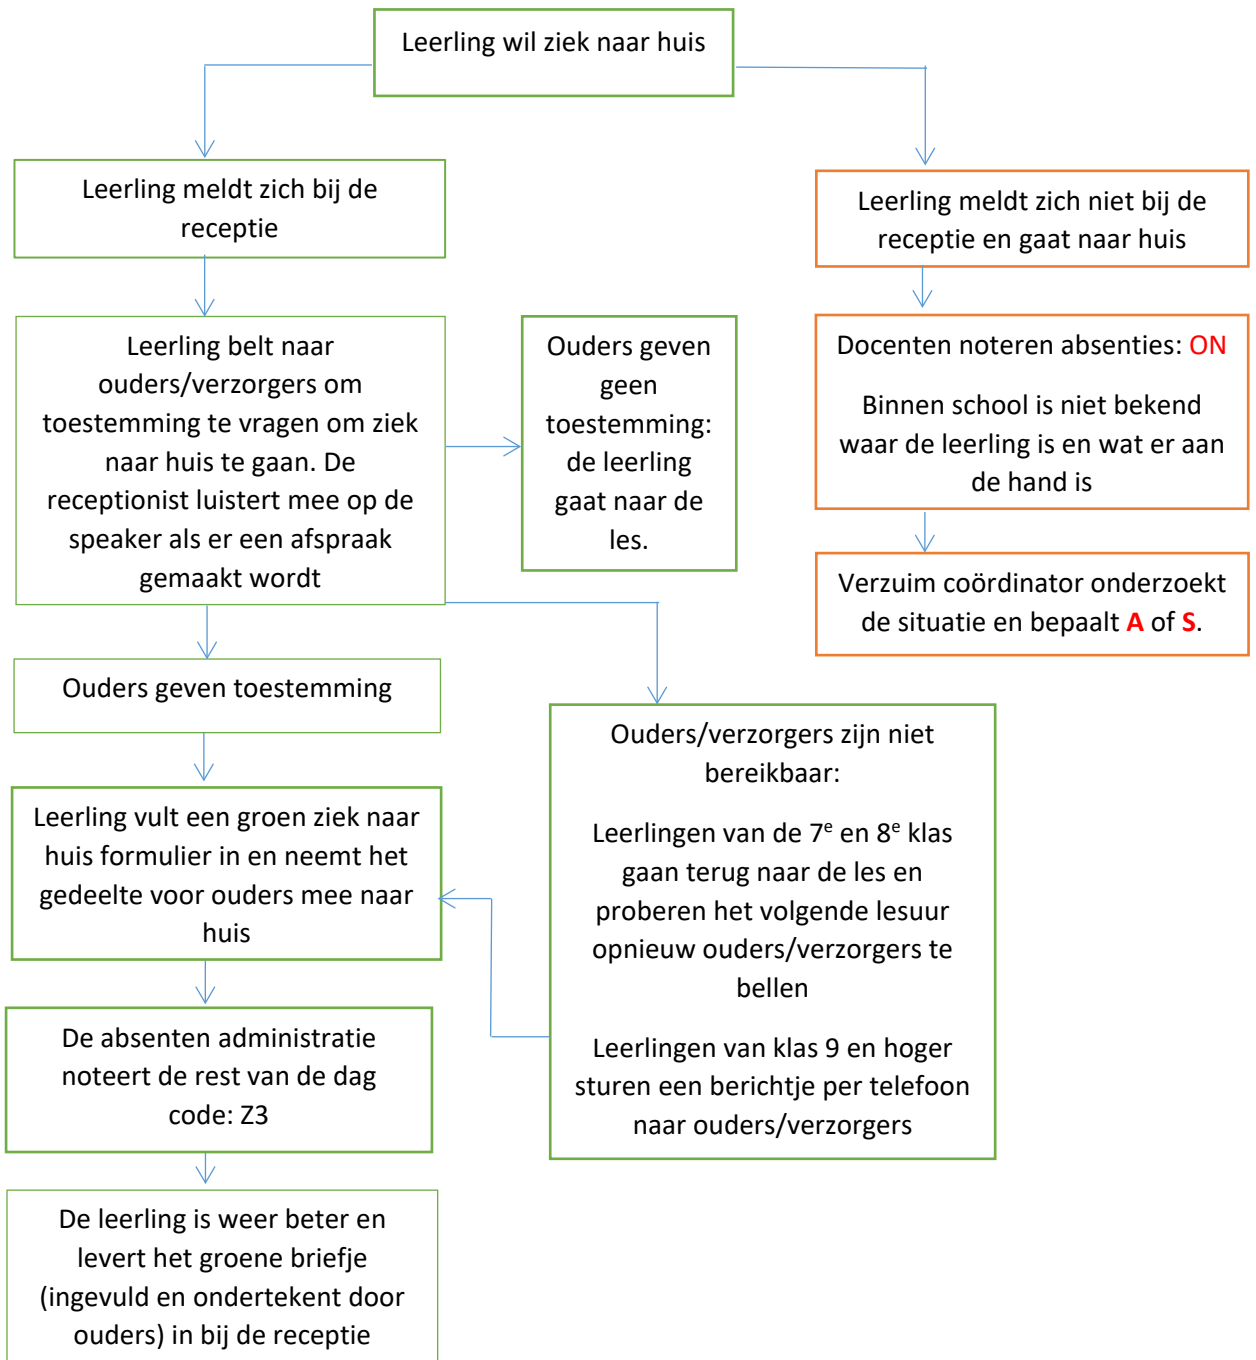 Leerling wil ziek naar huis
Leerling meldt zich bij de
receptie
Leerling meldt zich niet bij de
receptie en gaat naar huis
Leerling belt naar
ouders/verzorgers om
toestemming te vragen om ziek
naar huis te gaan. De
receptionist luistert mee op de
speaker als er een afspraak
gemaakt wordt
Ouders geven
geen
toestemming:
de leerling
gaat naar de
les.
Docenten noteren absenties: ON
Binnen school is niet bekend
waar de leerling is en wat er aan
de hand is
Verzuim coördinator onderzoekt
de situatie en bepaalt A of S.
Ouders geven toestemming
Ouders/verzorgers zijn niet
bereikbaar:
Leerlingen van de 7e en 8e klas
gaan terug naar de les en
proberen het volgende lesuur
opnieuw ouders/verzorgers te
bellen
Leerlingen van klas 9 en hoger
sturen een berichtje per telefoon
naar ouders/verzorgers
Leerling vult een groen ziek naar
huis formulier in en neemt het
gedeelte voor ouders mee naar
huis
De absenten administratie
noteert de rest van de dag
code: Z3
De leerling is weer beter en
levert het groene briefje
(ingevuld en ondertekent door
ouders) in bij de receptie